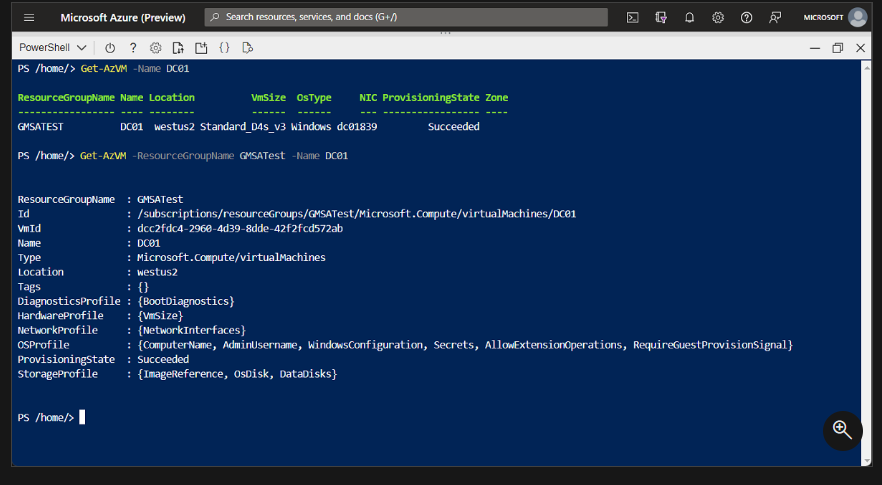 Microsoft Azure (Preview)
Search resources, services, and docs (G+/)
MICROSOFT
PowerShell
PS /home/> Get-AzVM -Name DC01
ResourceGroupName Name Location VmSize OsType NIC ProvisioningState Zone
----------------- ---- -------- ------ ------ --- ----------------- ----
GMSATEST DC01 westus2 Standard_D4s_v3 Windows dc01839 Succeeded
PS /home/> Get-AzVM -ResourceGroupName GMSATest -Name DC01
ResourceGroupName : GMSATest
Id : /subscriptions/resourceGroups/GMSATest/Microsoft.Compute/virtualMachines/DC01
VmId : dcc2fdc4-2960-4d39-8dde-42f2fcd572ab
Name : DC01
Type : Microsoft.Compute/virtualMachines
Location : westus2
Tags : {}
DiagnosticsProfile : {BootDiagnostics}
HardwareProfile : {VmSize}
NetworkProfile : {NetworkInterfaces}
OSProfile : {ComputerName, AdminUsername, WindowsConfiguration, Secrets, AllowExtensionOperations, RequireGuestProvisionSignal}
ProvisioningState : Succeeded
StorageProfile : {ImageReference, OsDisk, DataDisks}
PS /home/>